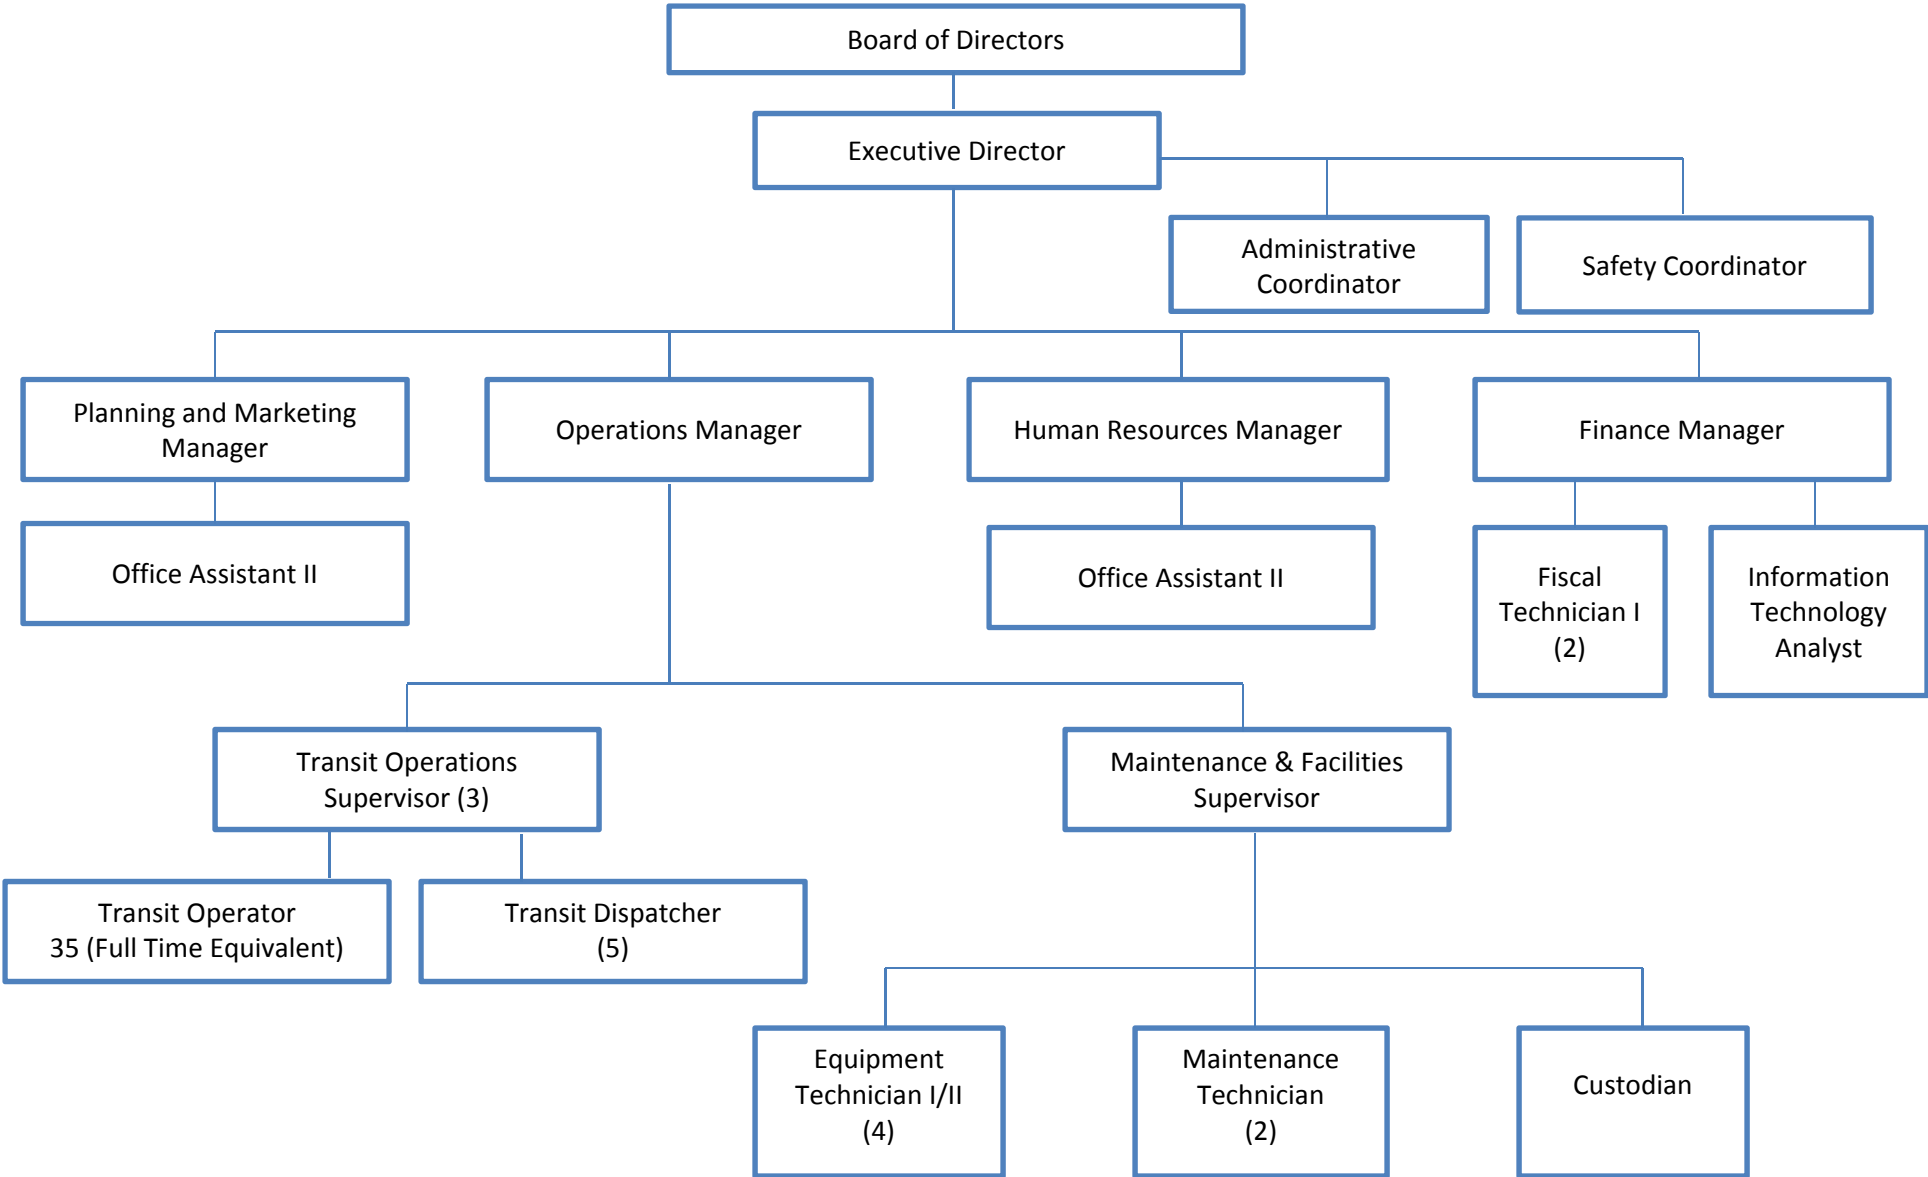 Board of Directors
Executive Director
Administrative
Coordinator
Safety Coordinator
Planning and Marketing
Manager
Operations Manager
Human Resources Manager
Finance Manager
Office Assistant II
Office Assistant II
Fiscal
Technician I
(2)
Information
Technology
Analyst
Transit Operations
Supervisor (3)
Maintenance & Facilities
Supervisor
Transit Operator
35 (Full Time Equivalent)
Transit Dispatcher
(5)
Equipment
Technician I/II
(4)
Maintenance
Technician
(2)
Custodian